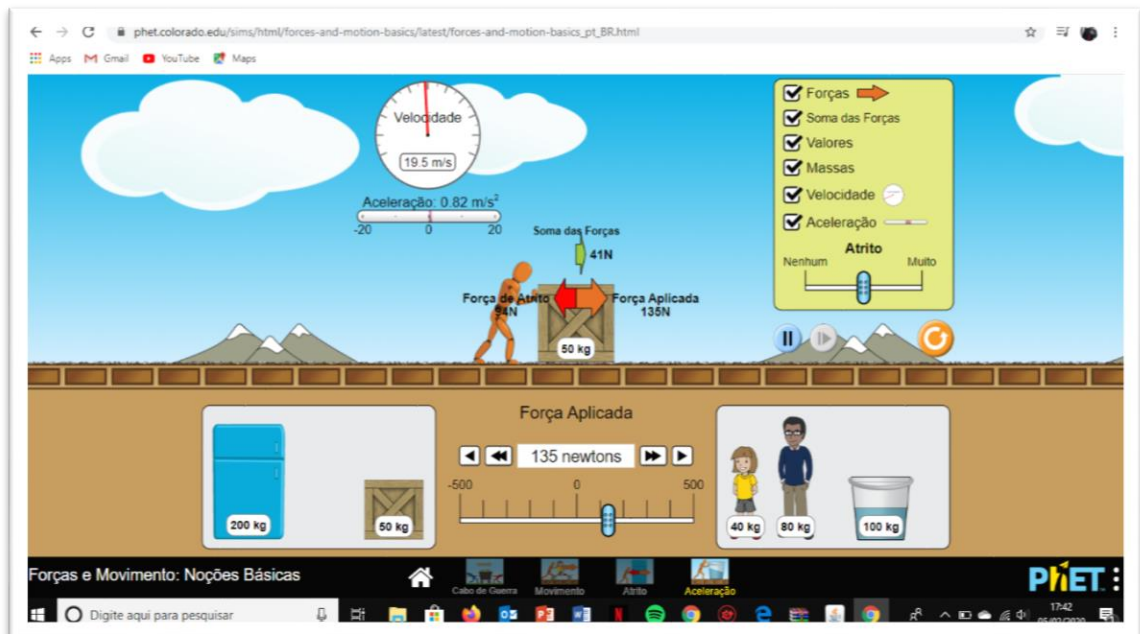 phet.colorado.edu/sims/html/forces-and-motion-basics/latest/forces-and-motion-basics_pt_BR.html
Apps Gmail YouTube Maps
Velocidade
19.5 m/s
Aceleração: 0.82 m/s²
-20 0 20
Forças
Soma das Forças
Valores
Massas
Velocidade
Aceleração
Atrito
Nenhum Muito
Soma das Forças
41N
Força de Atrito
94N
Força Aplicada
135N
50 kg
Força Aplicada
135 newtons
-500 0 500
200 kg
50 kg
40 kg
80 kg
100 kg
Forças e Movimento: Noções Básicas
Cabo de Guerra
Movimento
Atrito
Aceleração
PhET
Digite aqui para pesquisar
17:42
05/02/2020